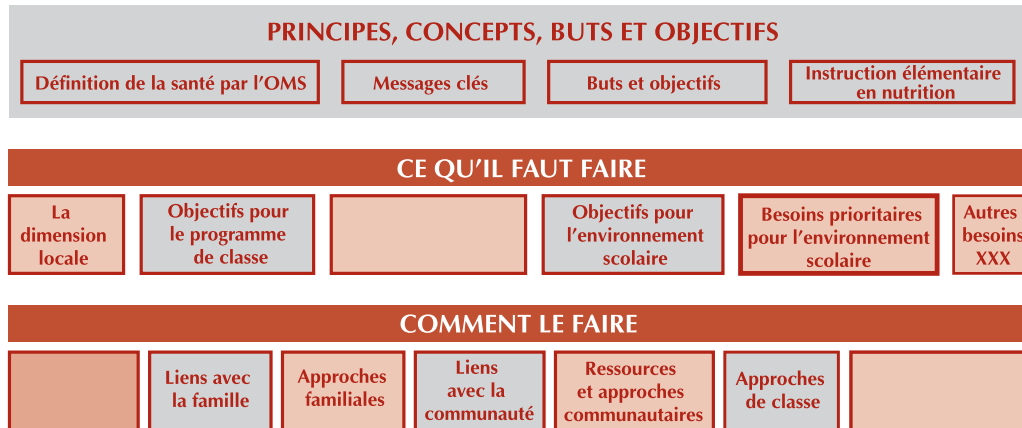 PRINCIPES, CONCEPTS, BUTS ET OBJECTIFS
Définition de la santé par l’OMS
Messages clés
Buts et objectifs
Instruction élémentaire
en nutrition
CE QU’IL FAUT FAIRE
La
dimension
locale
Objectifs pour
le programme
de classe
Objectifs pour
l’environnement
scolaire
Besoins prioritaires
pour l’environnement
scolaire
Autres
besoins
XXX
COMMENT LE FAIRE
Liens avec
la famille
Approches
familiales
Liens
avec la
communauté
Ressources
et approches
communautaires
Approches
de classe